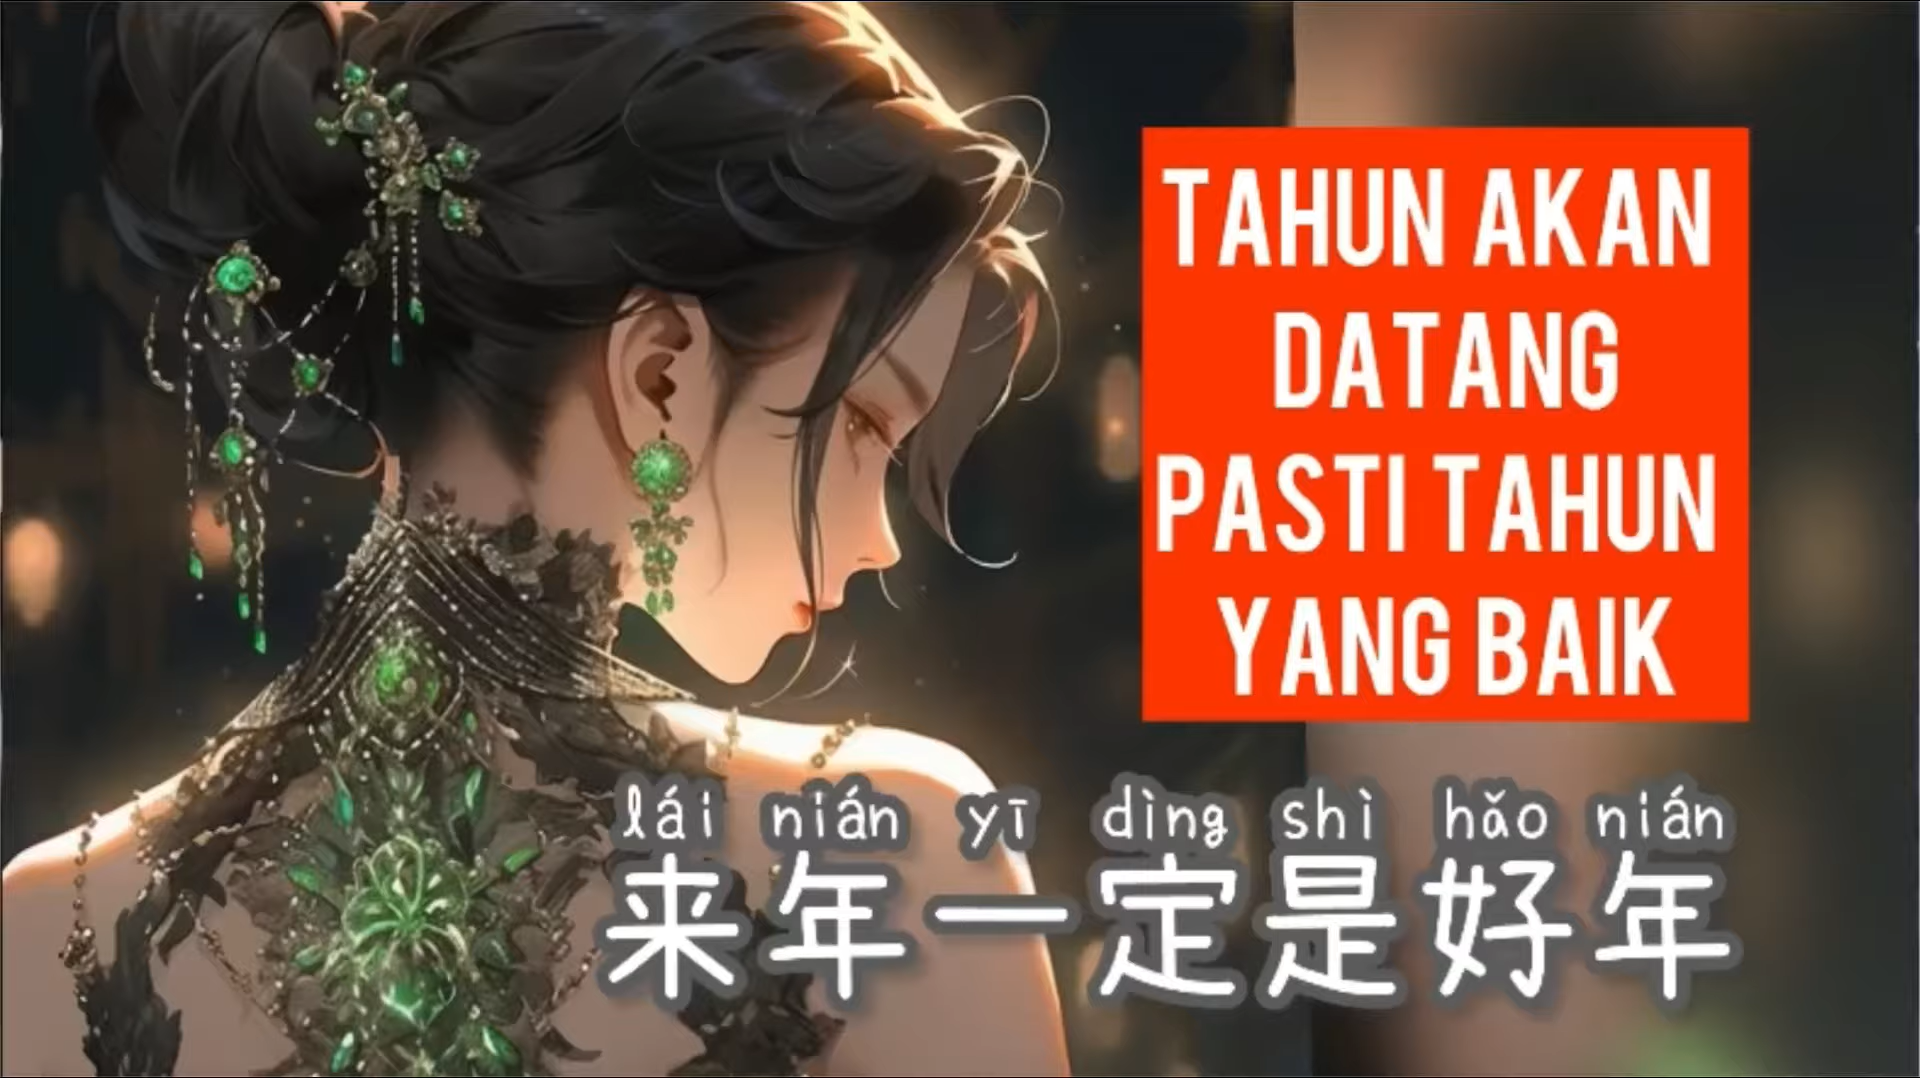 TAHUN AKAN
DATANG
PASTI TAHUN
YANG BAIK
lái nián yī dìng shì hǎo nián
来年一定是好年